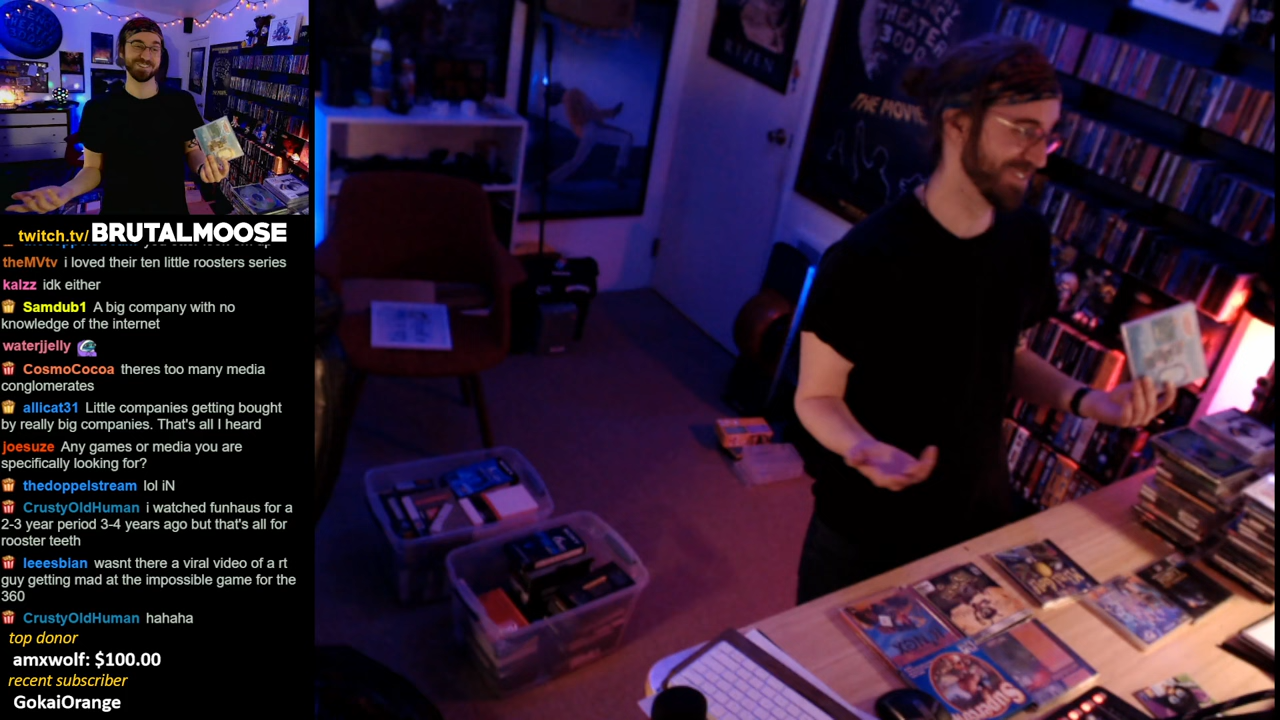 twitch.tv/BRUTALMOOSE
theMVtv i loved their ten little roosters series
kalzz idk either
Samdub1 A big company with no
knowledge of the internet
waterjjelly
CosmoCocoa theres too many media
conglomerates
allicat31 Little companies getting bought
by really big companies. That's all I heard
joesuze Any games or media you are
specifically looking for?
thedoppelstream lol iN
CrustyOldHuman i watched funhaus for a
2-3 year period 3-4 years ago but that's all for
rooster teeth
leeesbian wasnt there a viral video of a rt
guy getting mad at the impossible game for the
360
CrustyOldHuman hahaha
top donor
amxwolf: $100.00
recent subscriber
GokaiOrange
THEATER
3000
THE MOVIE